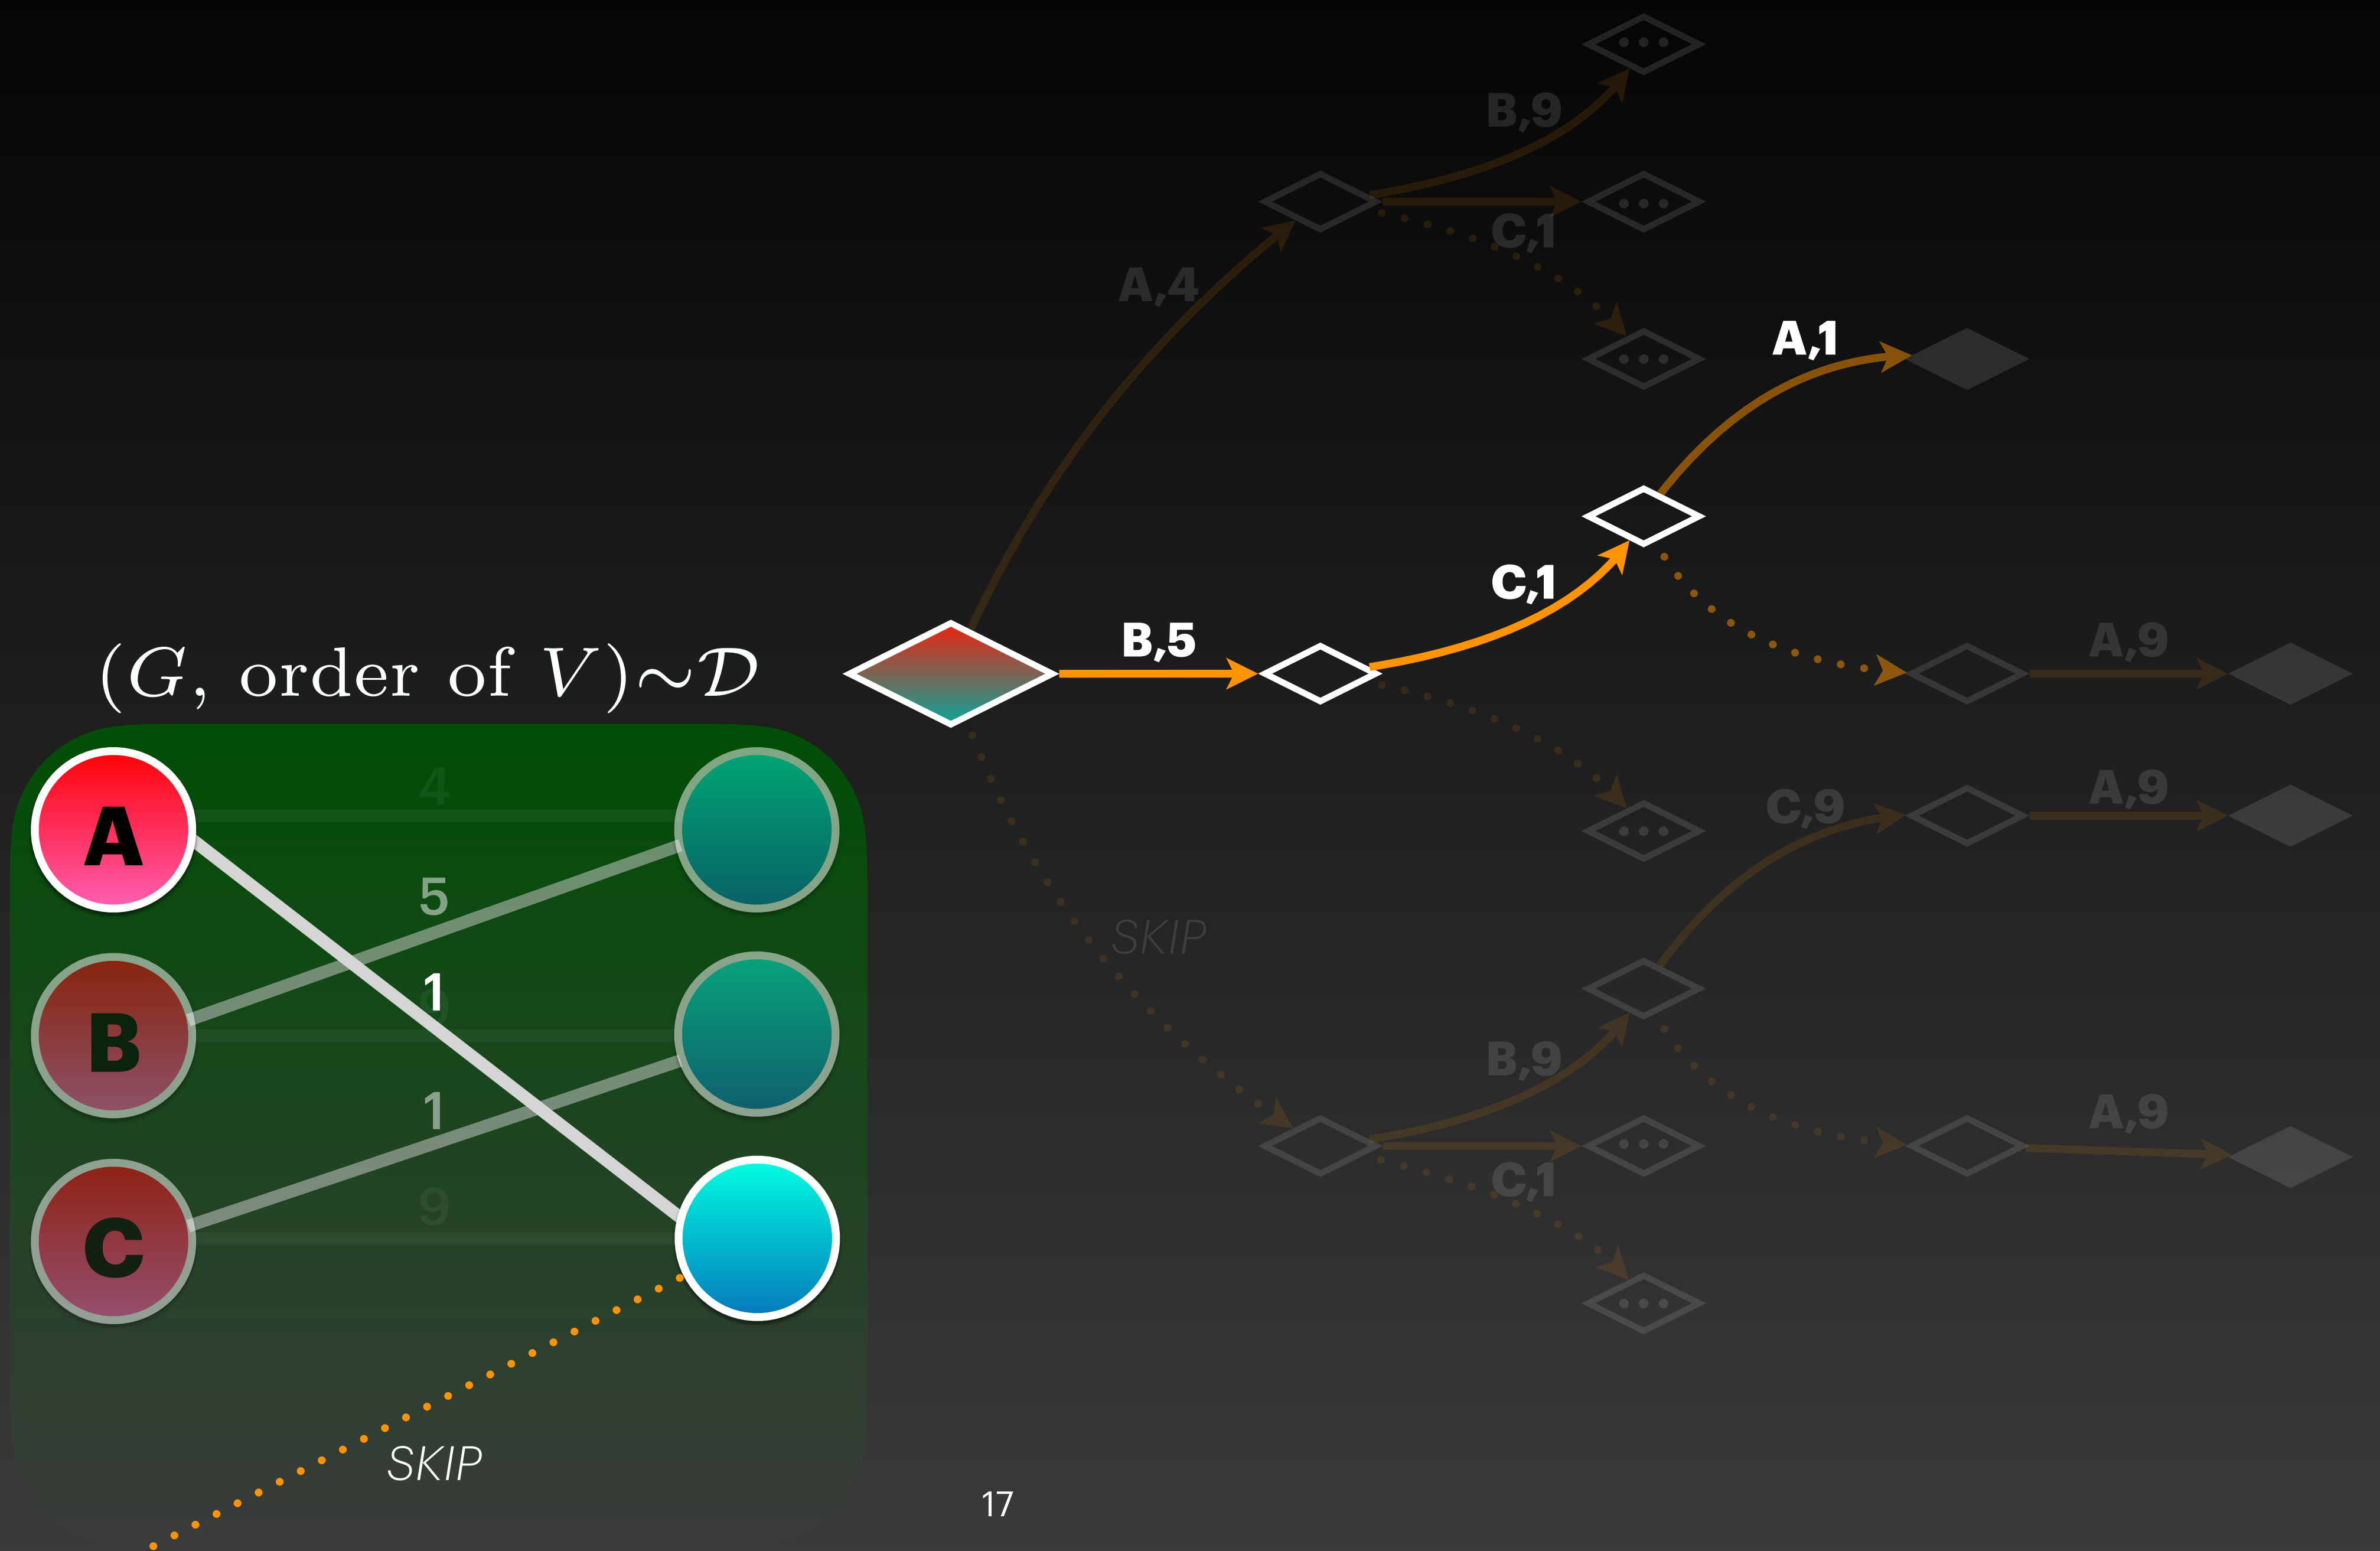 B,9
C,1
A,4
A,1
C,1
B,5
A,9
(G, order of V)~𝒟
4
A
A,9
C,9
5
SKIP
1
9
B
B,9
1
A,9
C,1
9
C
SKIP
17